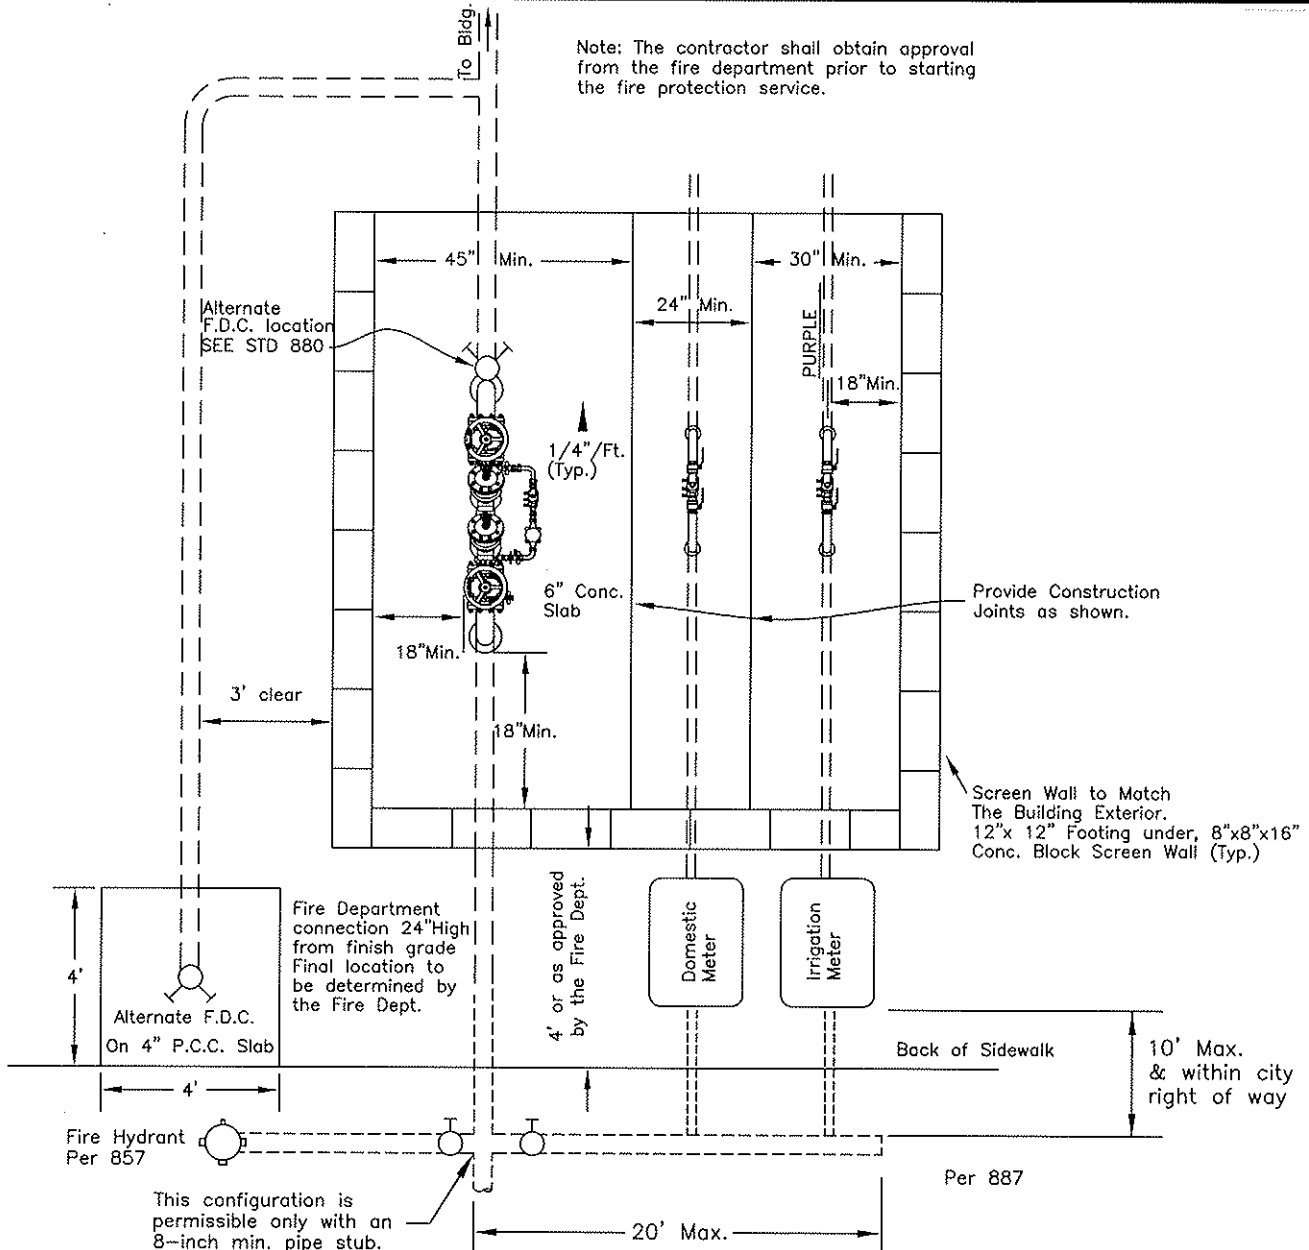 To Bldg.
Note: The contractor shall obtain approval
from the fire department prior to starting
the fire protection service.
45" Min.
30" Min.
24" Min.
Alternate
F.D.C. location
SEE STD 880
PURPLE
18"Min.
1/4"/Ft.
(Typ.)
6" Conc.
Slab
Provide Construction
Joints as shown.
18"Min.
3' clear
18"Min.
Screen Wall to Match
The Building Exterior.
12"x 12" Footing under, 8"x8"x16"
Conc. Block Screen Wall (Typ.)
Fire Department
connection 24"High
from finish grade
Final location to
be determined by
the Fire Dept.
4' or as approved
by the Fire Dept.
Domestic
Meter
Irrigation
Meter
4'
Alternate F.D.C.
On 4" P.C.C. Slab
Back of Sidewalk
10' Max.
& within city
right of way
4'
Fire Hydrant
Per 857
Per 887
This configuration is
permissible only with an
8-inch min. pipe stub.
20' Max.